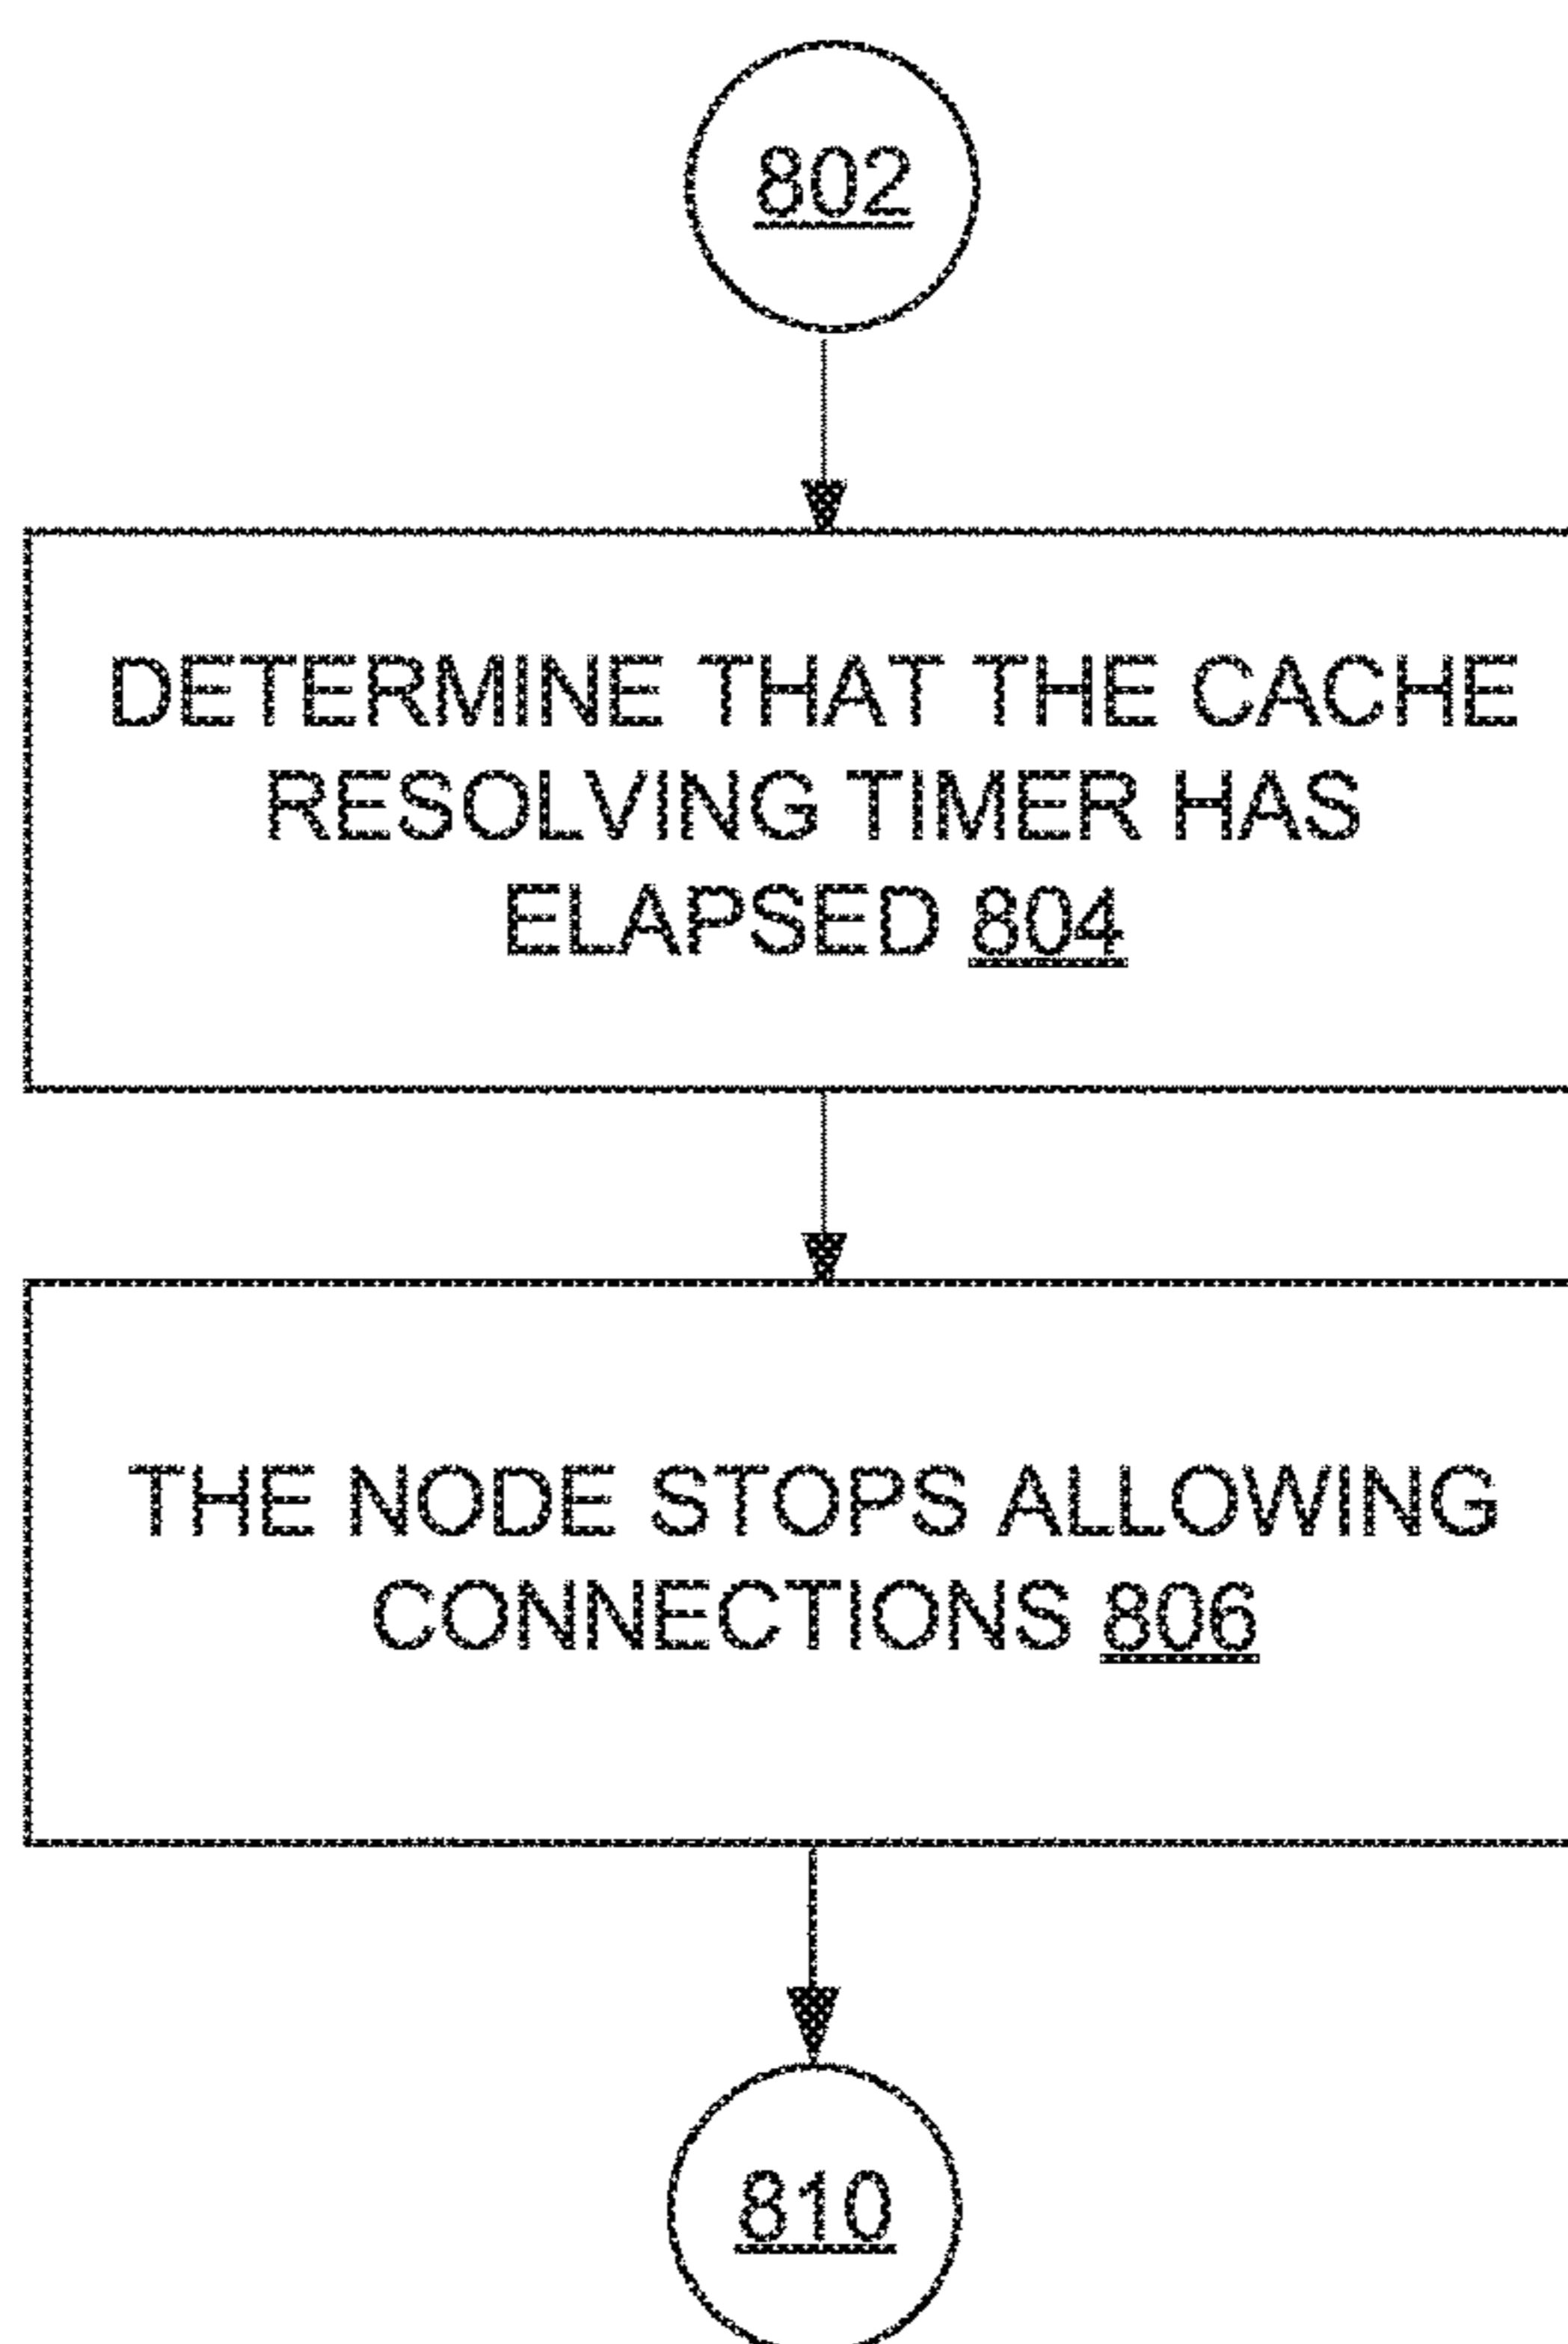 802
DETERMINE THAT THE CACHE
RESOLVING TIMER HAS
ELAPSED 804
THE NODE STOPS ALLOWING
CONNECTIONS 806
810